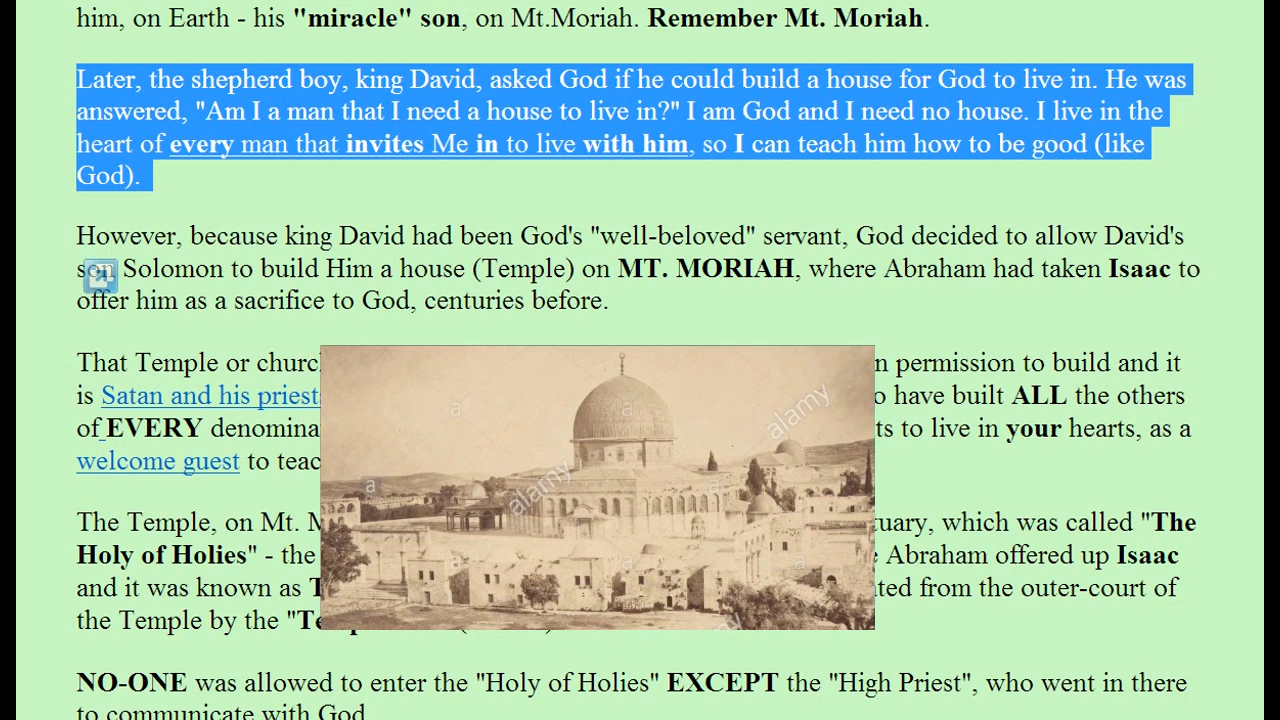 him, on Earth - his "miracle" son, on Mt.Moriah. Remember Mt. Moriah.
Later, the shepherd boy, king David, asked God if he could build a house for God to live in. He was
answered, "Am I a man that I need a house to live in?" I am God and I need no house. I live in the
heart of every man that invites Me in to live with him, so I can teach him how to be good (like
God).
However, because king David had been God's "well-beloved" servant, God decided to allow David's
son Solomon to build Him a house (Temple) on MT. MORIAH, where Abraham had taken Isaac to
offer him as a sacrifice to God, centuries before.
That Temple or church permission to build and it
is Satan and his priest have built ALL the others
of EVERY to live in your hearts, as a
welcome guest to
The Temple, on Mt. which was called "The
Holy of Holies" - the Abraham offered up Isaac
and it was known as from the outer-court of
the Temple by the "
NO-ONE was allowed to enter the "Holy of Holies" EXCEPT the "High Priest", who went in there
to communicate with God
a a alamy
a alamy a
a a a
alamy